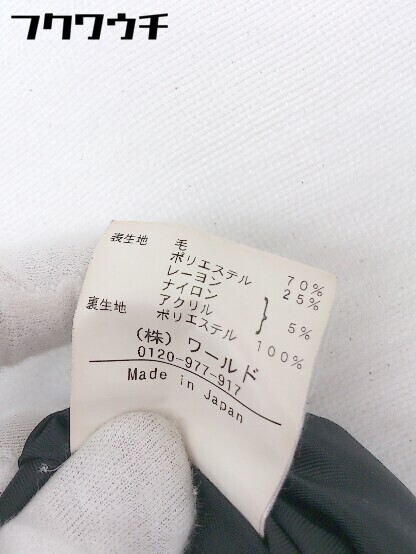 フクワウチ
表生地 毛 70%
ポリエステル 25%
レーヨン
ナイロン } 5%
アクリル
裏生地 ポリエステル 100%
(株) ワールド
0120-977-917
Made in Japan